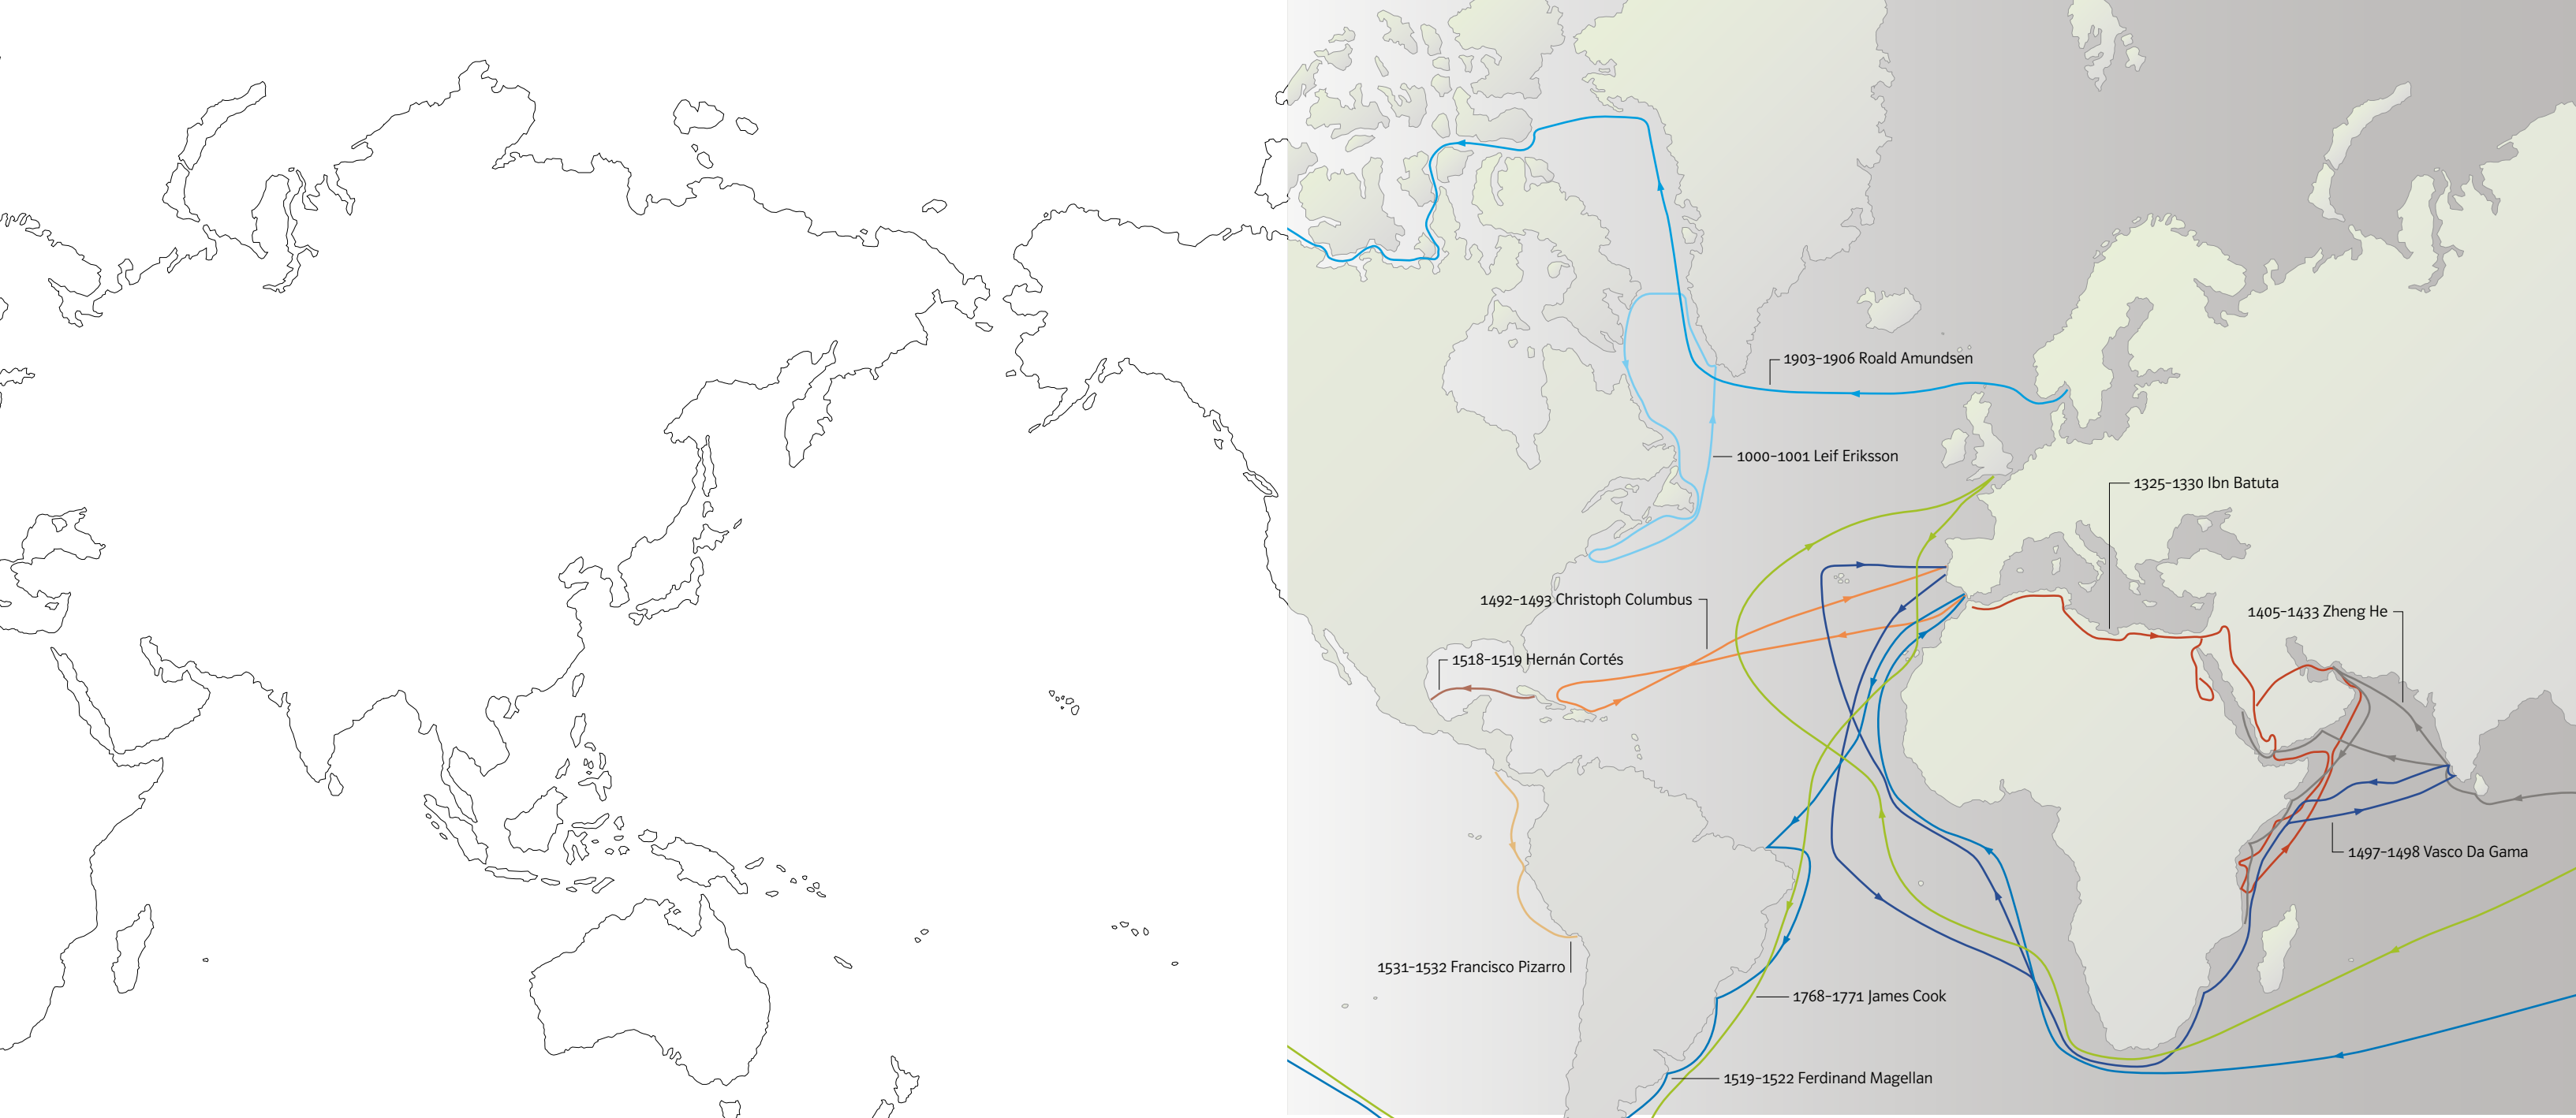 1903–1906 Roald Amundsen
1000–1001 Leif Eriksson
1325–1330 Ibn Batuta
1492–1493 Christoph Columbus
1405–1433 Zheng He
1518–1519 Hernán Cortés
1497–1498 Vasco Da Gama
1531–1532 Francisco Pizarro
1768–1771 James Cook
1519–1522 Ferdinand Magellan